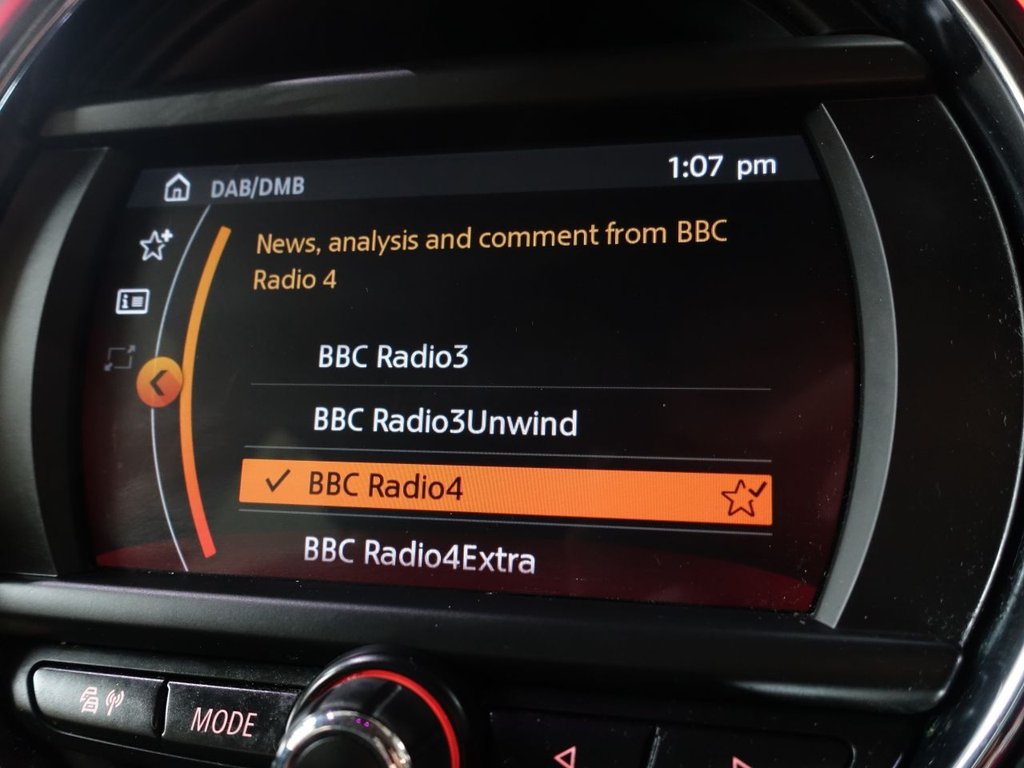 DAB/DMB
1:07 pm
News, analysis and comment from BBC
Radio 4
BBC Radio3
BBC Radio3Unwind
BBC Radio4
BBC Radio4Extra
MODE